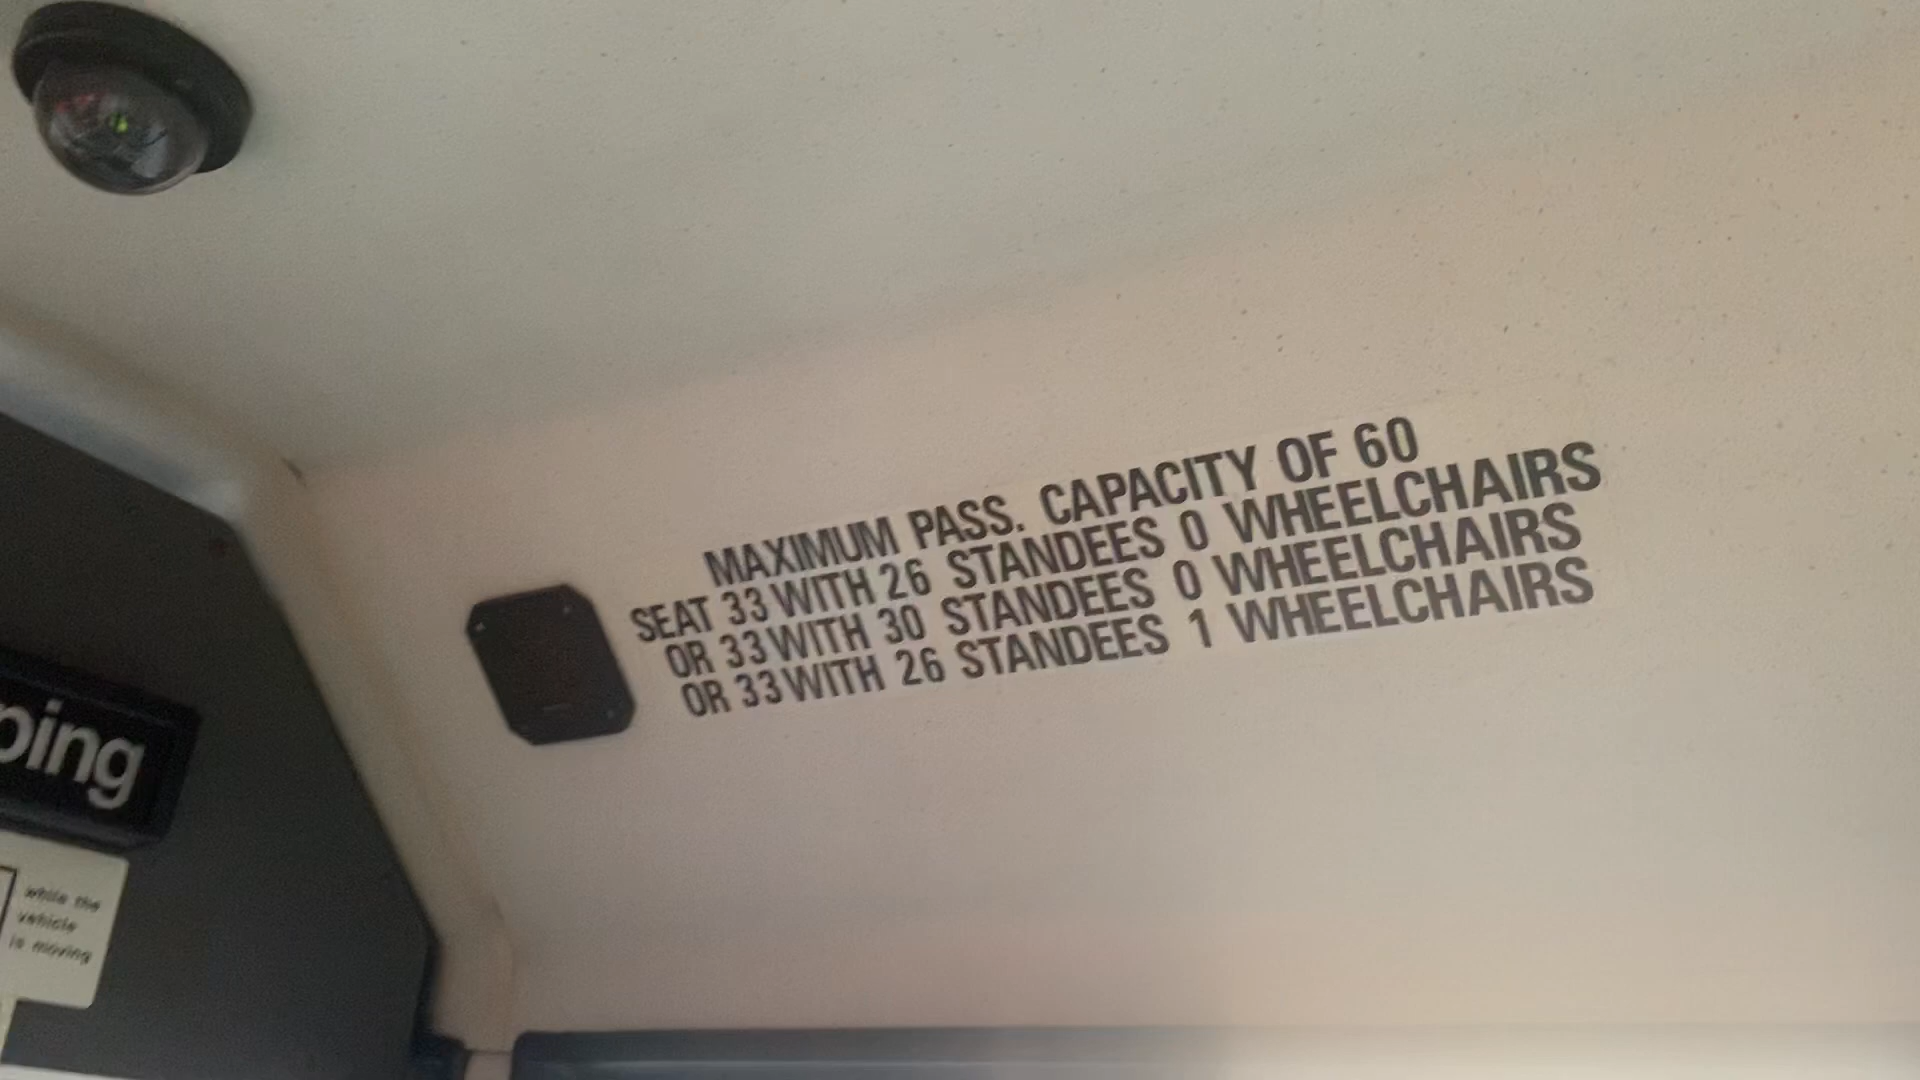 MAXIMUM PASS. CAPACITY OF 60
SEAT 33 WITH 26 STANDEES 0 WHEELCHAIRS
OR 33 WITH 30 STANDEES 0 WHEELCHAIRS
OR 33 WITH 26 STANDEES 1 WHEELCHAIRS
ping
while the
vehicle
is moving